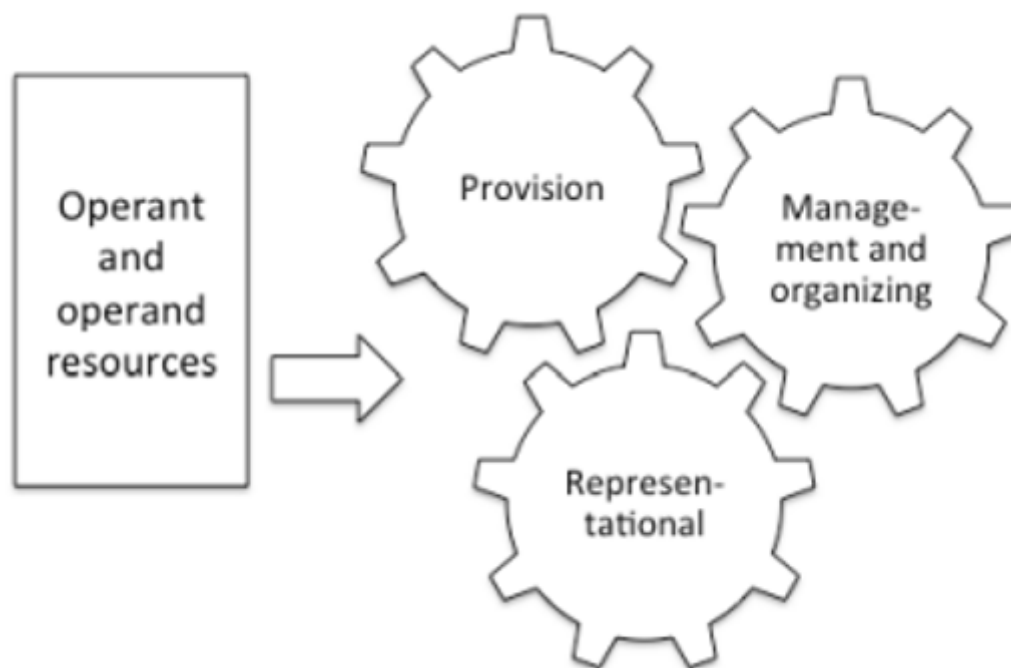 Operant
and
operand
resources
Provision
Manage-
ment and
organizing
Represen-
tational